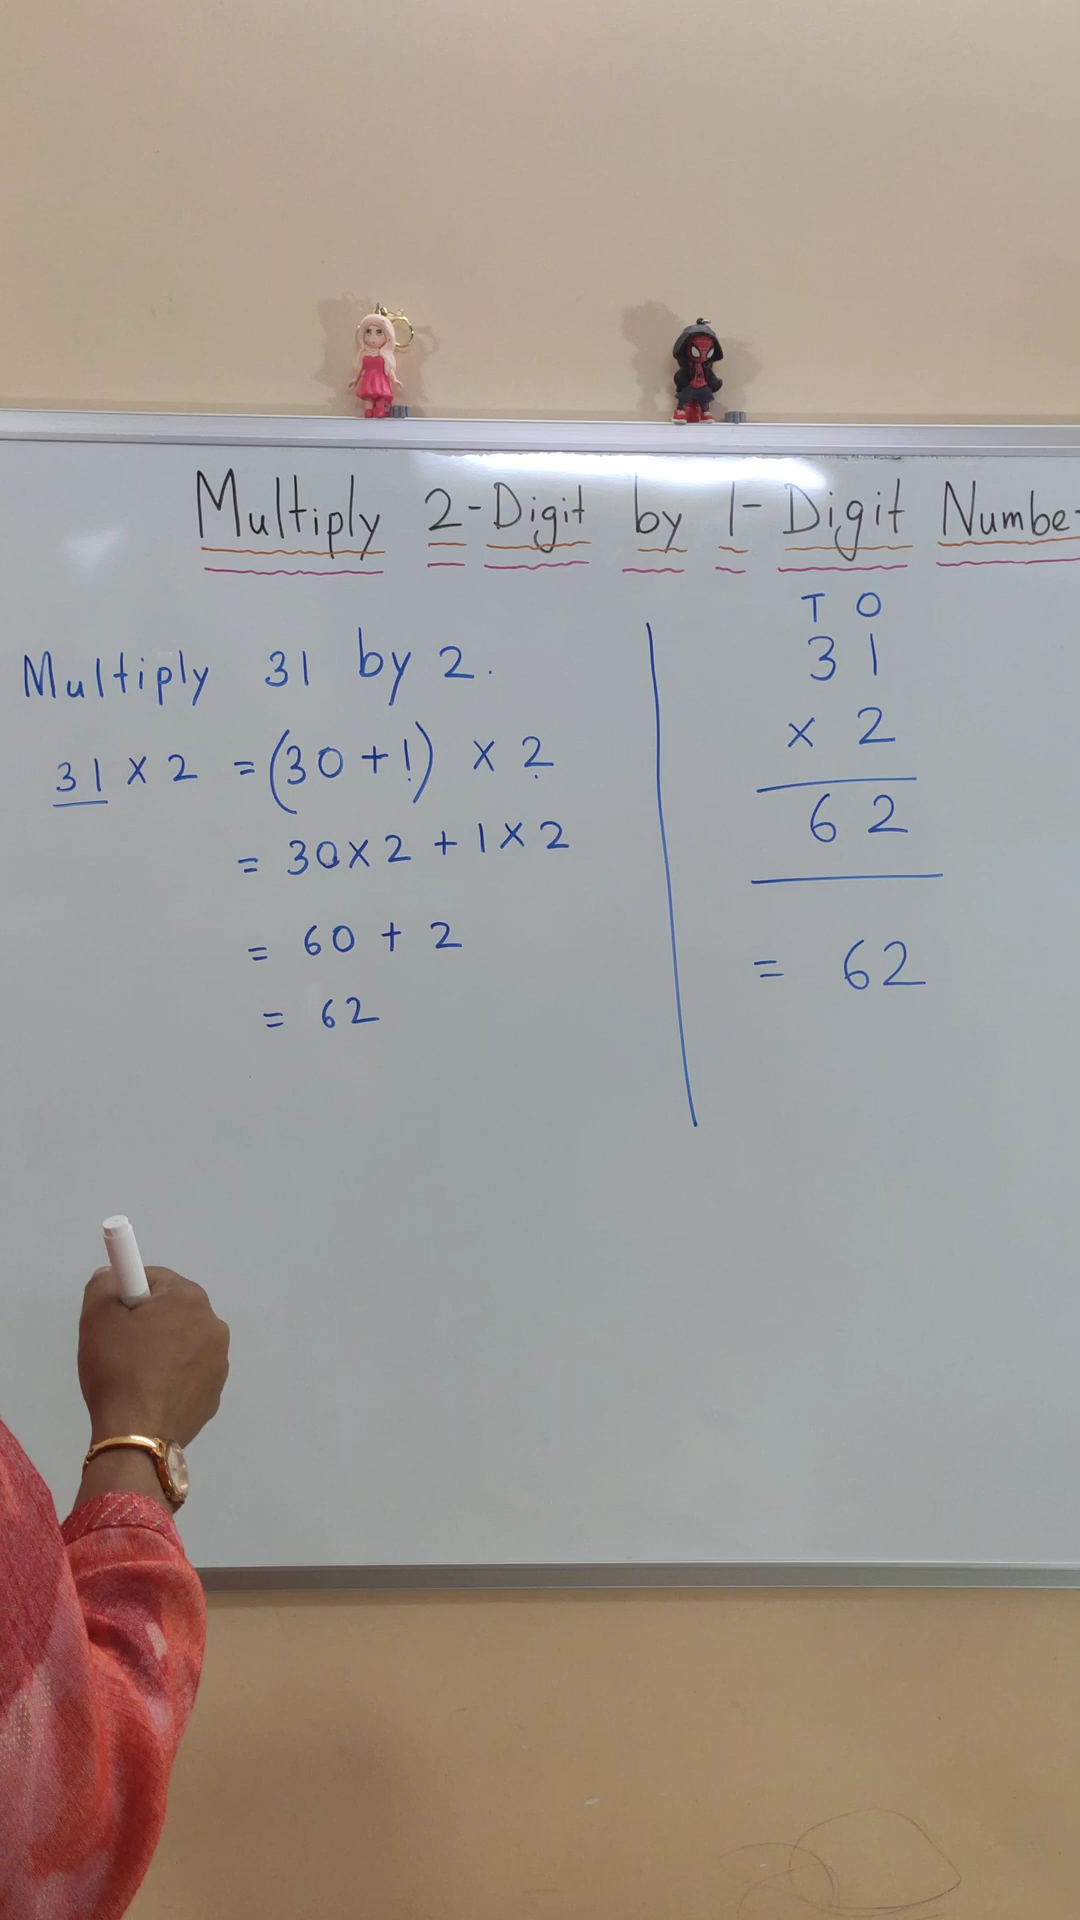 Multiply 2-Digit by 1-Digit Numbe
Multiply 31 by 2.
31 × 2 = (30 + 1) × 2
= 30 × 2 + 1 × 2
= 60 + 2
= 62
T O
3 1
× 2
6 2
= 62